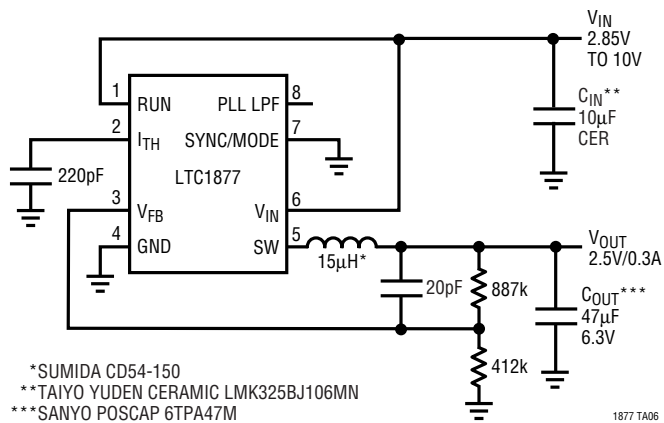 V_IN
2.85V
TO 10V
C_IN**
10µF
CER
1
RUN
PLL LPF
8
2
I_TH
SYNC/MODE
7
220pF
LTC1877
3
V_FB
V_IN
6
4
GND
SW
5
15µH*
V_OUT
2.5V/0.3A
20pF
887k
C_OUT***
47µF
6.3V
412k
*SUMIDA CD54-150
**TAIYO YUDEN CERAMIC LMK325BJ106MN
***SANYO POSCAP 6TPA47M
1877 TA06